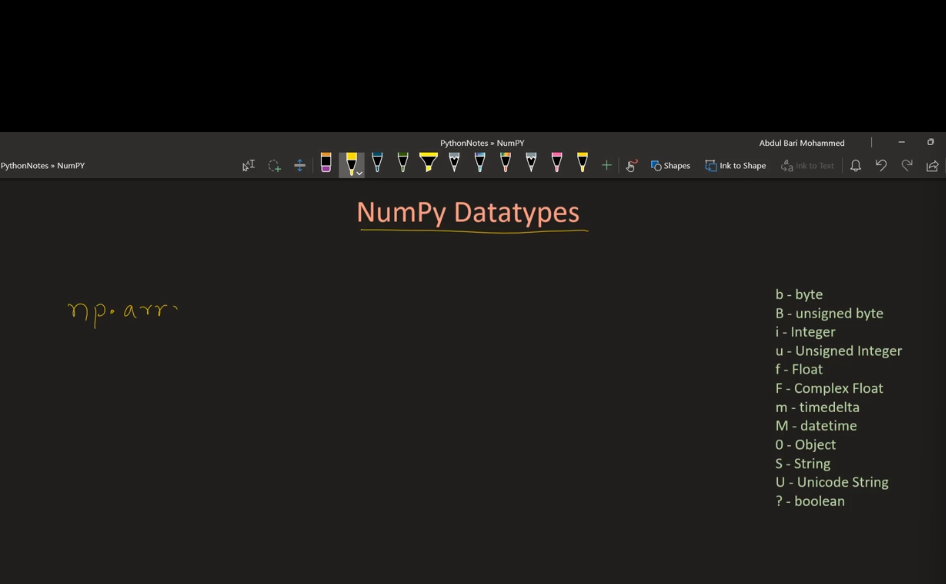 PythonNotes » NumPY
Abdul Bari Mohammed
PythonNotes » NumPY
Shapes
Ink to Shape
Ink to Text
NumPy Datatypes
np.arr
b - byte
B - unsigned byte
i - Integer
u - Unsigned Integer
f - Float
F - Complex Float
m - timedelta
M - datetime
0 - Object
S - String
U - Unicode String
? - boolean